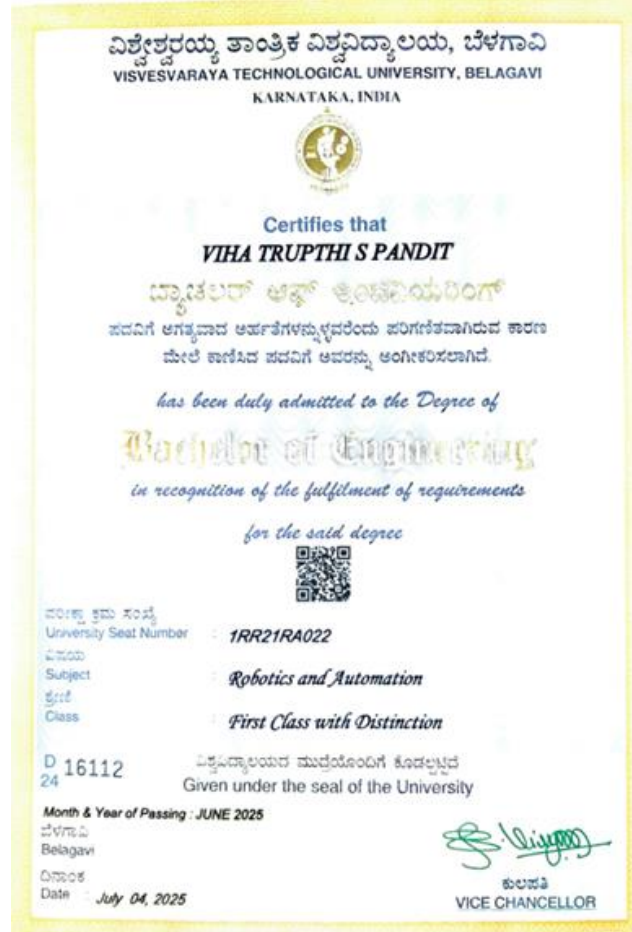 ವಿಶ್ವೇಶ್ವರಯ್ಯ ತಾಂತ್ರಿಕ ವಿಶ್ವವಿದ್ಯಾಲಯ, ಬೆಳಗಾವಿ
VISVESVARAYA TECHNOLOGICAL UNIVERSITY, BELAGAVI
KARNATAKA, INDIA
Certifies that
VIHA TRUPTHI S PANDIT
ಬ್ಯಾಚಲರ್ ಆಫ್ ಇಂಜಿನಿಯರಿಂಗ್
ಪದವಿಗೆ ಅಗತ್ಯವಾದ ಅರ್ಹತೆಗಳನ್ನುಳ್ಳವರೆಂದು ಪರಿಗಣಿತವಾಗಿರುವ ಕಾರಣ
ಮೇಲೆ ಕಾಣಿಸಿದ ಪದವಿಗೆ ಅವರನ್ನು ಅಂಗೀಕರಿಸಲಾಗಿದೆ.
has been duly admitted to the Degree of
Bachelor of Engineering
in recognition of the fulfilment of requirements
for the said degree
ಪರೀಕ್ಷಾ ಕ್ರಮ ಸಂಖ್ಯೆ
University Seat Number : 1RR21RA022
ವಿಷಯ
Subject : Robotics and Automation
ಶ್ರೇಣಿ
Class : First Class with Distinction
D 24 16112
ವಿಶ್ವವಿದ್ಯಾಲಯದ ಮುದ್ರೆಯೊಂದಿಗೆ ಕೊಡಲ್ಪಟ್ಟಿದೆ
Given under the seal of the University
Month & Year of Passing : JUNE 2025
ಬೆಳಗಾವಿ
Belagavi
ದಿನಾಂಕ
Date : July 04, 2025
ಕುಲಪತಿ
VICE CHANCELLOR